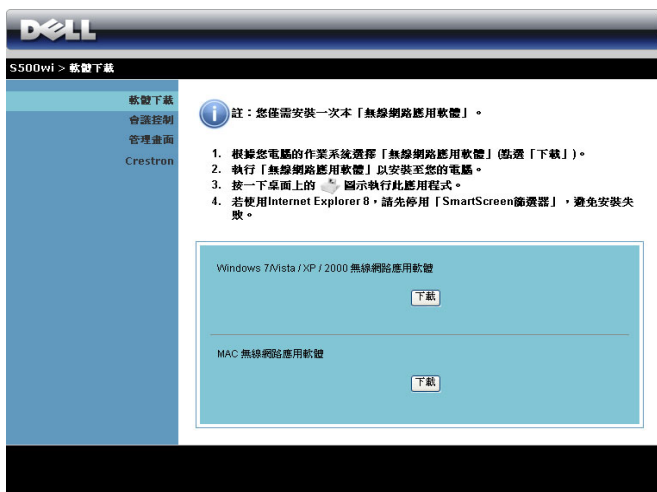 DELL
S500wi > 軟體下載
軟體下載
會議控制
管理畫面
Crestron
註：您僅需安裝一次本「無線網路應用軟體」。
1. 根據您電腦的作業系統選擇「無線網路應用軟體」(點選「下載」)。
2. 執行「無線網路應用軟體」以安裝至您的電腦。
3. 按一下桌面上的 圖示執行此應用程式。
4. 若使用Internet Explorer 8，請先停用「SmartScreen篩選器」，避免安裝失
敗。
Windows 7/Vista / XP / 2000 無線網路應用軟體
下載
MAC 無線網路應用軟體
下載